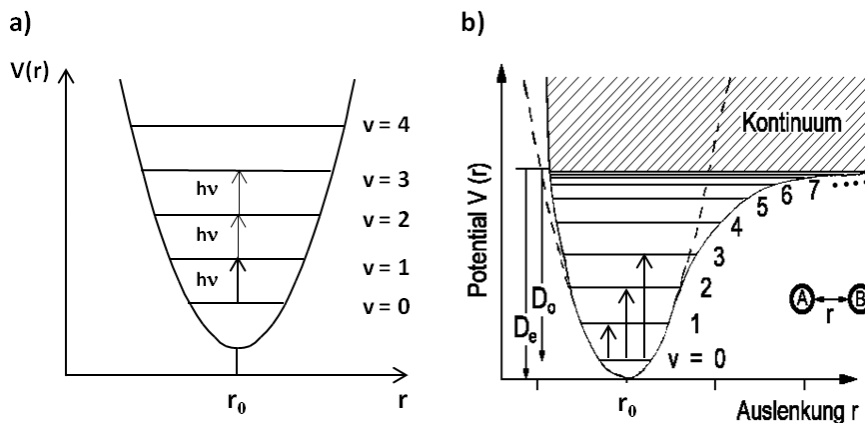 a)
V(r)
v = 4
v = 3
hν
v = 2
hν
v = 1
hν
v = 0
r₀
r
b)
Potential V (r)
Kontinuum
7 ....
6
5
4
3
2
1
v = 0
Dₒ
Dₑ
A
B
r
r₀
Auslenkung r